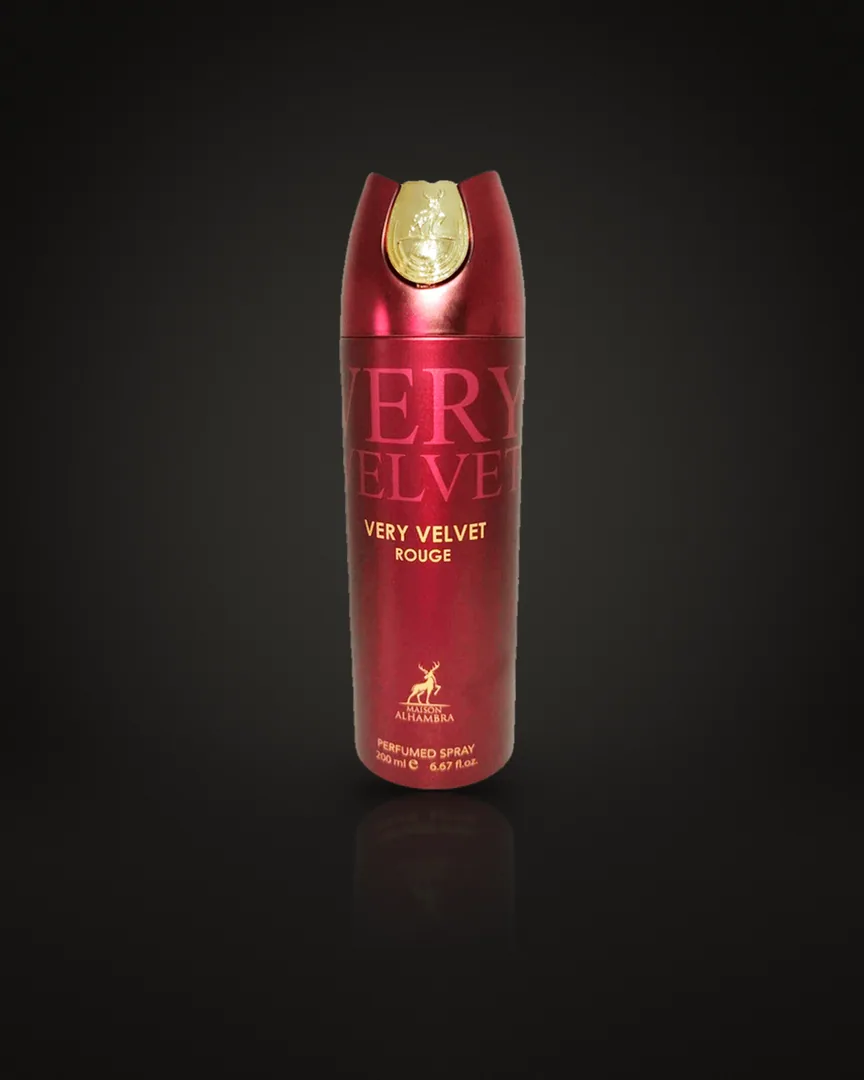 VERY
VELVET
VERY VELVET
ROUGE
MAISON
ALHAMBRA
PERFUMED SPRAY
200 ml e 6.67 fl.oz.